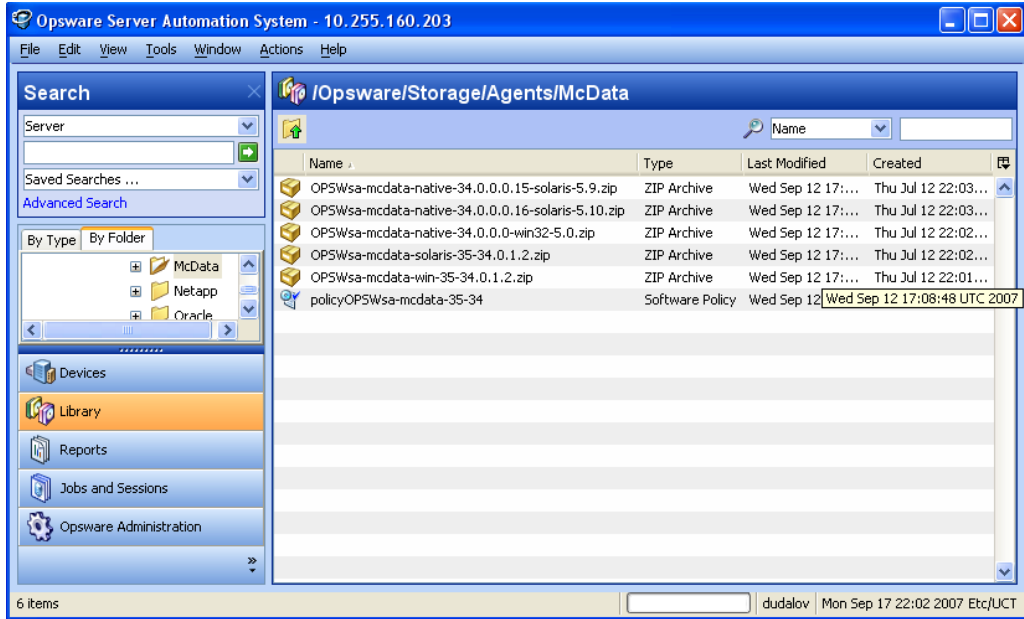 Opsware Server Automation System - 10.255.160.203
File Edit View Tools Window Actions Help
Search
Server
Saved Searches ...
Advanced Search
By Type By Folder
McData
Netapp
Oracle
Devices
Library
Reports
Jobs and Sessions
Opsware Administration
/Opsware/Storage/Agents/McData
Name
Name Type Last Modified Created
OPSWsa-mcdata-native-34.0.0.0.15-solaris-5.9.zip ZIP Archive Wed Sep 12 17:... Thu Jul 12 22:03...
OPSWsa-mcdata-native-34.0.0.0.16-solaris-5.10.zip ZIP Archive Wed Sep 12 17:... Thu Jul 12 22:03...
OPSWsa-mcdata-native-34.0.0.0-win32-5.0.zip ZIP Archive Wed Sep 12 17:... Thu Jul 12 22:02...
OPSWsa-mcdata-solaris-35-34.0.1.2.zip ZIP Archive Wed Sep 12 17:... Thu Jul 12 22:02...
OPSWsa-mcdata-win-35-34.0.1.2.zip ZIP Archive Wed Sep 12 17:... Thu Jul 12 22:01...
policyOPSWsa-mcdata-35-34 Software Policy Wed Sep 12 Wed Sep 12 17:08:48 UTC 2007
6 items dudalov Mon Sep 17 22:02 2007 Etc/UCT